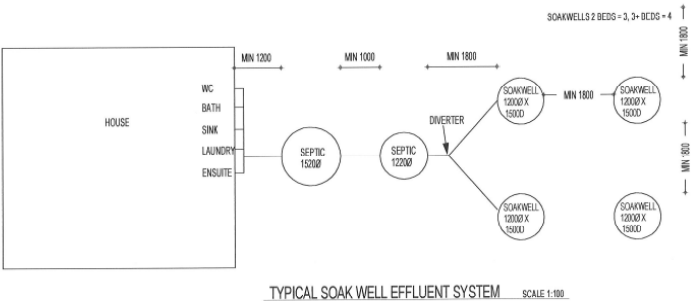 SOAKWELLS 2 BEDS = 3, 3+ BEDS = 4
MIN 1800
MIN 1200
MIN 1000
MIN 1800
WC
BATH
SINK
LAUNDRY
ENSUITE
HOUSE
SEPTIC
1520Ø
SEPTIC
1220Ø
DIVERTER
SOAKWELL
1200Ø X
1500D
MIN 1800
SOAKWELL
1200Ø X
1500D
MIN 1800
SOAKWELL
1200Ø X
1500D
SOAKWELL
1200Ø X
1500D
TYPICAL SOAK WELL EFFLUENT SYSTEM SCALE 1:100